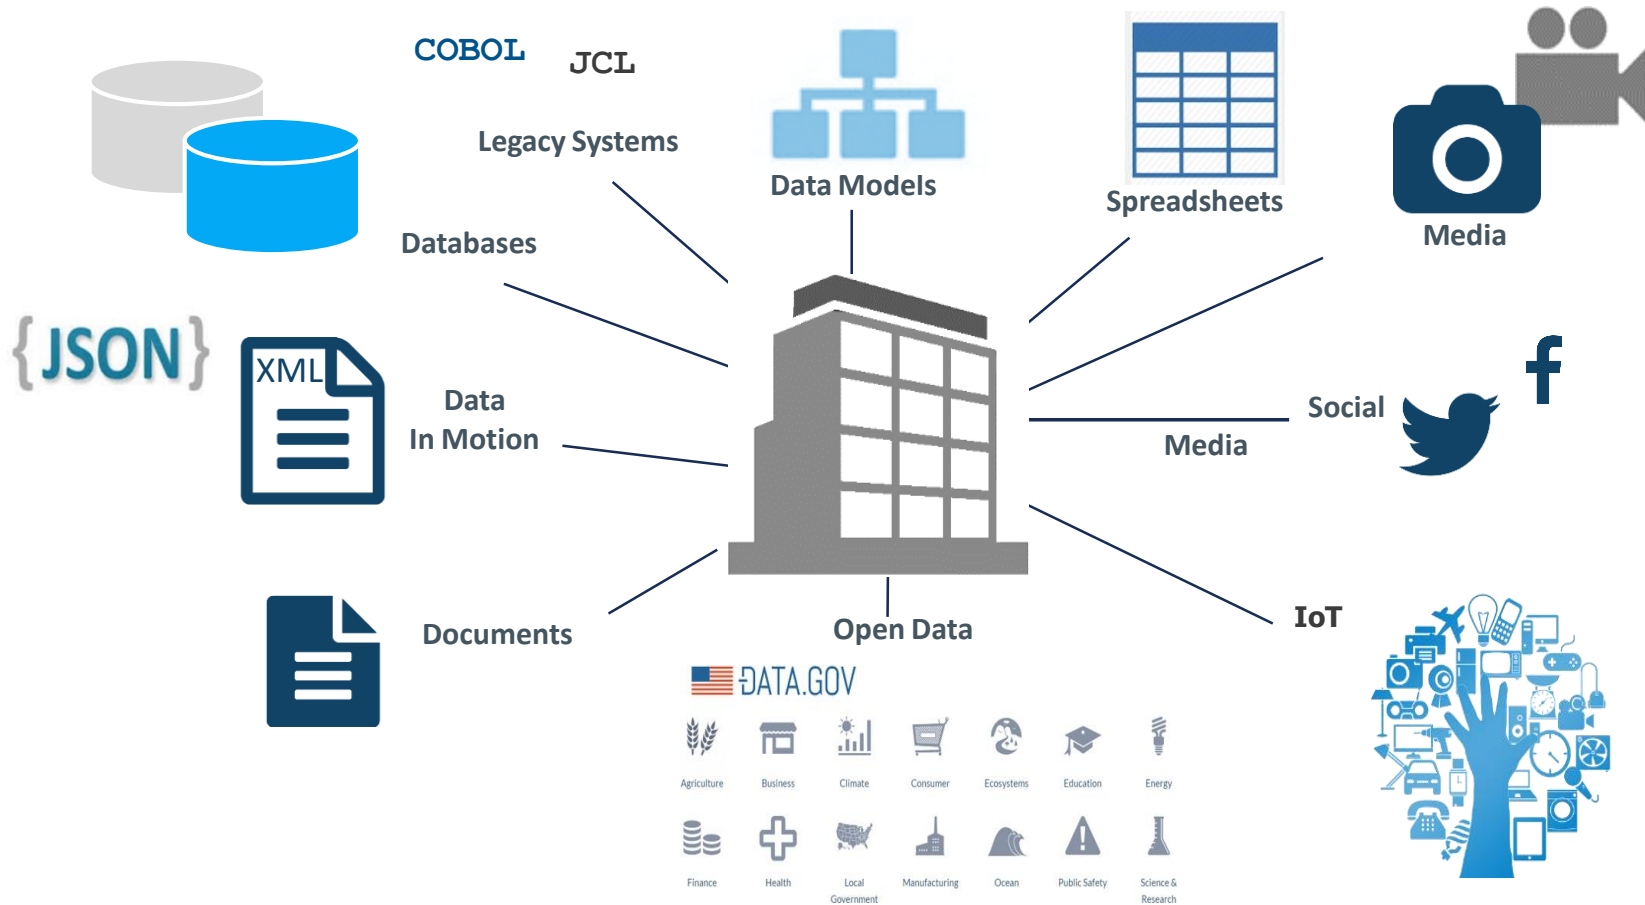 COBOL
JCL
Legacy Systems
Data Models
Spreadsheets
Media
Databases
{JSON}
XML
Data
In Motion
Social
Media
f
Documents
Open Data
IoT
DATA.GOV
Agriculture
Business
Climate
Consumer
Ecosystems
Education
Energy
Finance
Health
Local
Government
Manufacturing
Ocean
Public Safety
Science &
Research